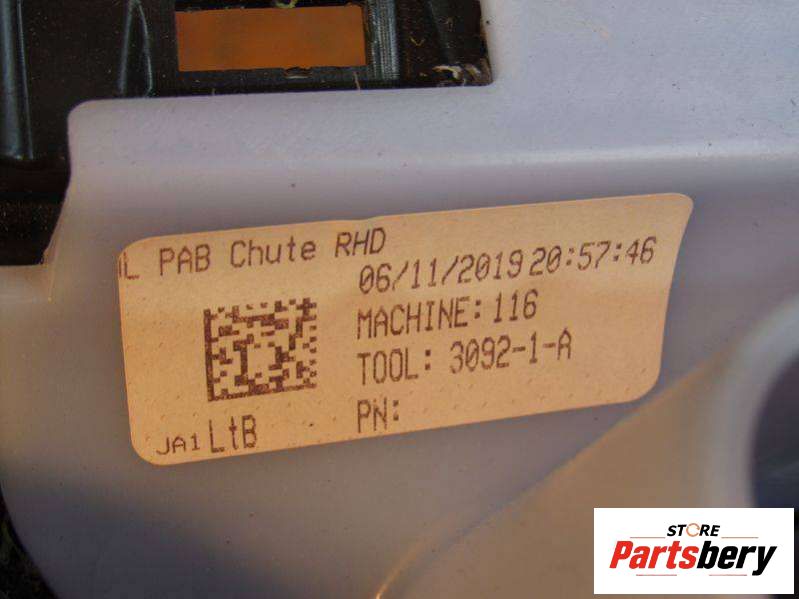 PAB Chute RHD
06/11/2019 20:57:46
MACHINE: 116
TOOL: 3092-1-A
PN:
JA1 LtB
STORE
Partsbery